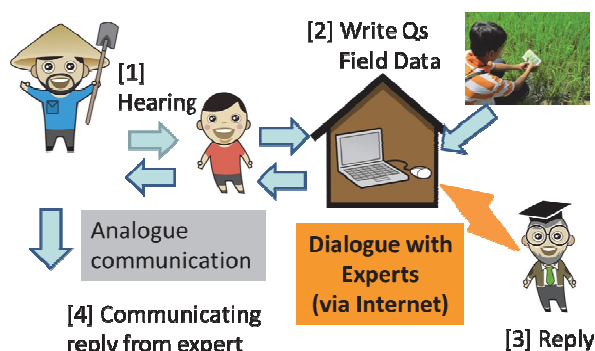 [1]
Hearing
[2] Write Qs
Field Data
Analogue
communication
Dialogue with
Experts
(via Internet)
[3] Reply
[4] Communicating
reply from expert